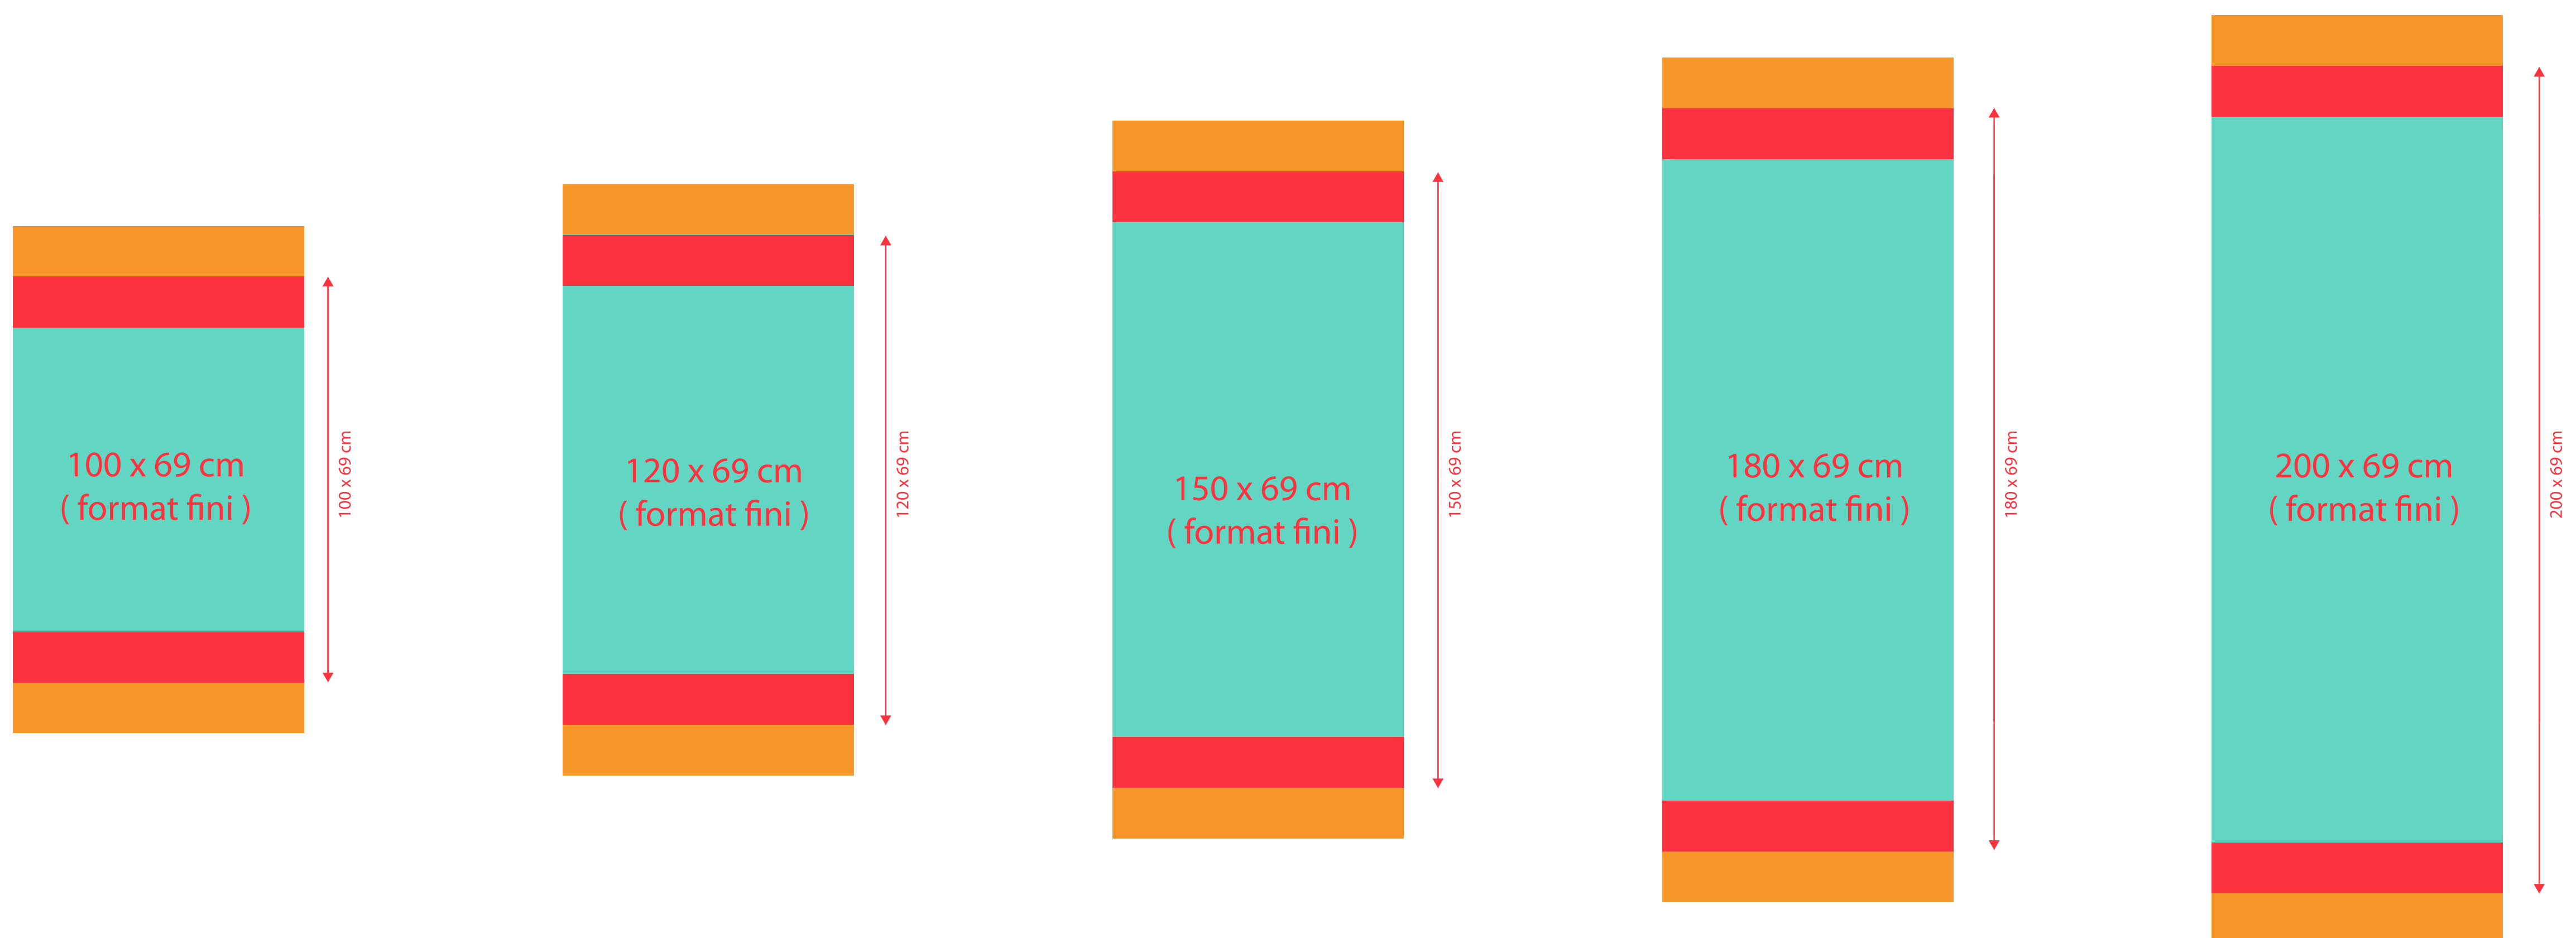 100 x 69 cm
( format fini )
100 x 69 cm
120 x 69 cm
( format fini )
120 x 69 cm
150 x 69 cm
( format fini )
150 x 69 cm
180 x 69 cm
( format fini )
180 x 69 cm
200 x 69 cm
( format fini )
200 x 69 cm